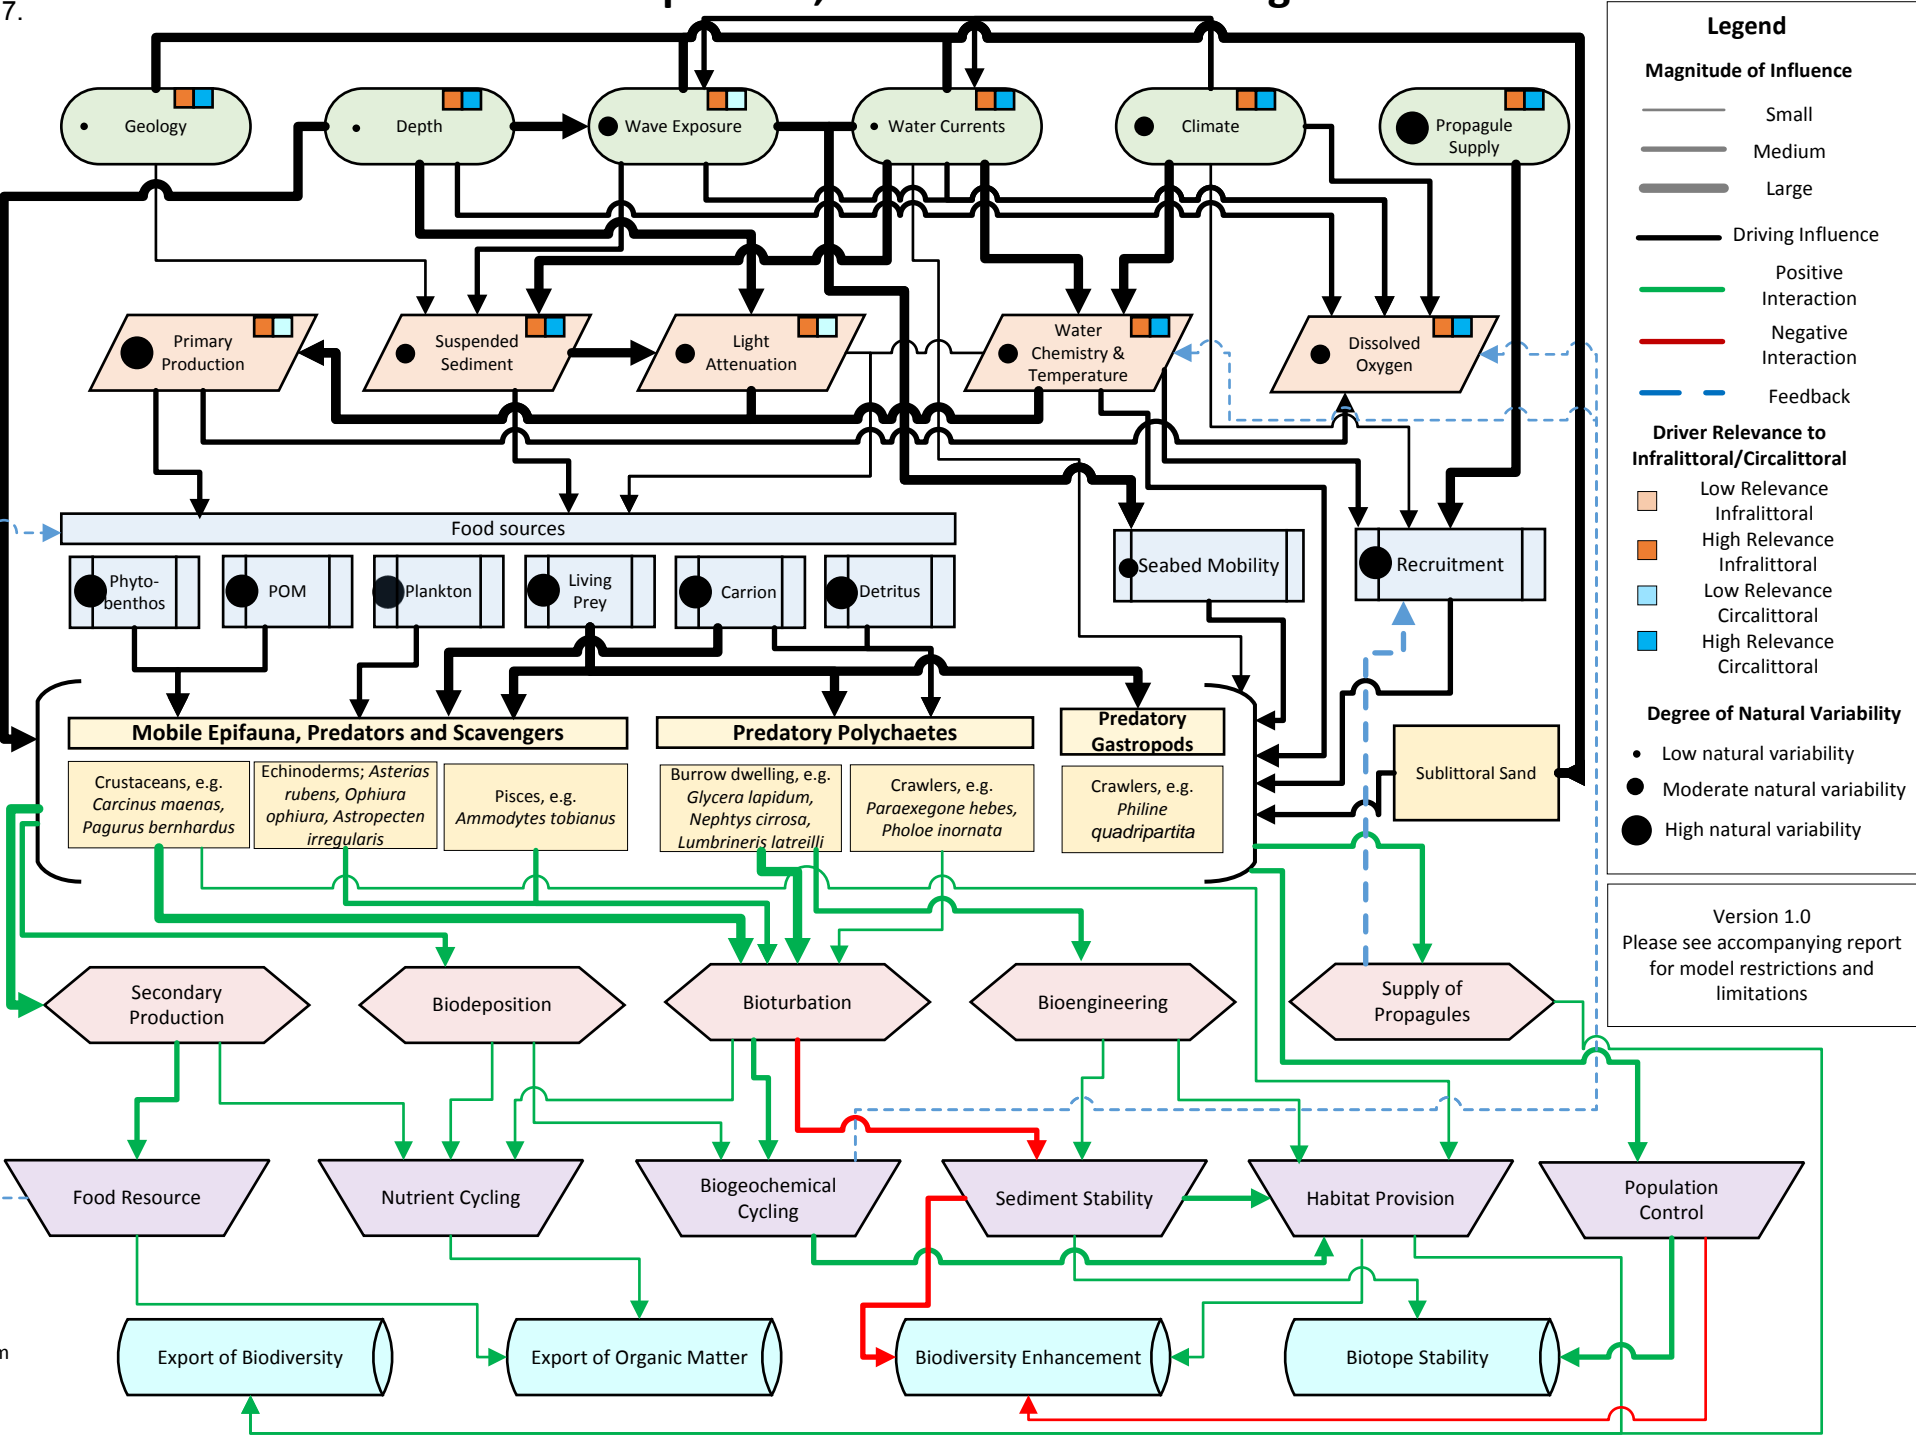 7.
Geology
Depth
Wave Exposure
Water Currents
Climate
Propagule
Supply
Primary
Production
Suspended
Sediment
Light
Attenuation
Water
Chemistry &
Temperature
Dissolved
Oxygen
Food sources
Phyto-
benthos
POM
Plankton
Living
Prey
Carrion
Detritus
Seabed Mobility
Recruitment
Mobile Epifauna, Predators and Scavengers
Predatory Polychaetes
Predatory
Gastropods
Crustaceans, e.g.
Carcinus maenas,
Pagurus bernhardus
Echinoderms; Asterias
rubens, Ophiura
ophiura, Astropecten
irregularis
Pisces, e.g.
Ammodytes tobianus
Burrow dwelling, e.g.
Glycera lapidum,
Nephtys cirrosa,
Lumbrineris latreilli
Crawlers, e.g.
Paraexegone hebes,
Pholoe inornata
Crawlers, e.g.
Philine
quadripartita
Sublittoral Sand
Secondary
Production
Biodeposition
Bioturbation
Bioengineering
Supply of
Propagules
Food Resource
Nutrient Cycling
Biogeochemical
Cycling
Sediment Stability
Habitat Provision
Population
Control
m
Export of Biodiversity
Export of Organic Matter
Biodiversity Enhancement
Biotope Stability
Legend
Magnitude of Influence
Small
Medium
Large
Driving Influence
Positive
Interaction
Negative
Interaction
Feedback
Driver Relevance to
Infralittoral/Circalittoral
Low Relevance
Infralittoral
High Relevance
Infralittoral
Low Relevance
Circalittoral
High Relevance
Circalittoral
Degree of Natural Variability
Low natural variability
Moderate natural variability
High natural variability
Version 1.0
Please see accompanying report
for model restrictions and
limitations